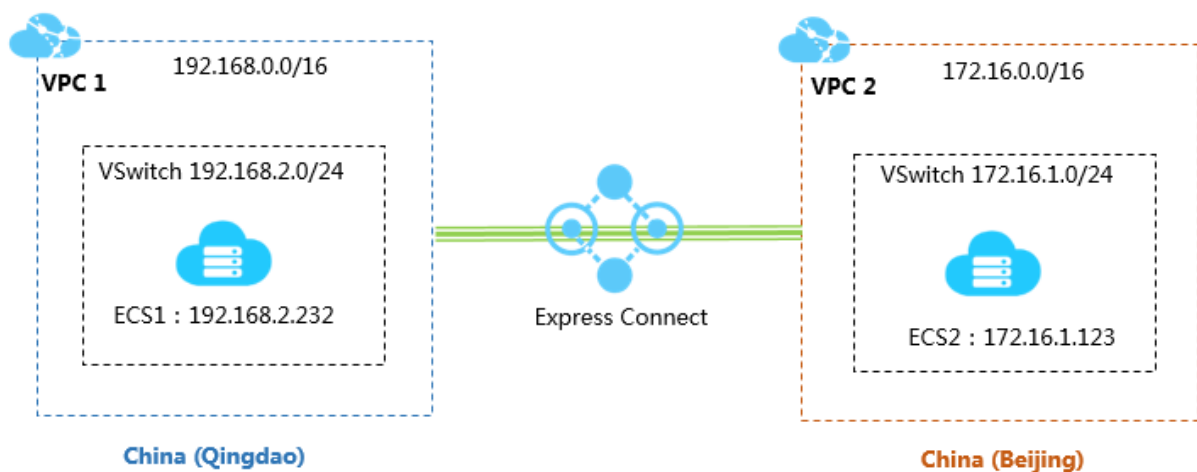 VPC 1
192.168.0.0/16
VSwitch 192.168.2.0/24
ECS1：192.168.2.232
China (Qingdao)
Express Connect
VPC 2
172.16.0.0/16
VSwitch 172.16.1.0/24
ECS2：172.16.1.123
China (Beijing)